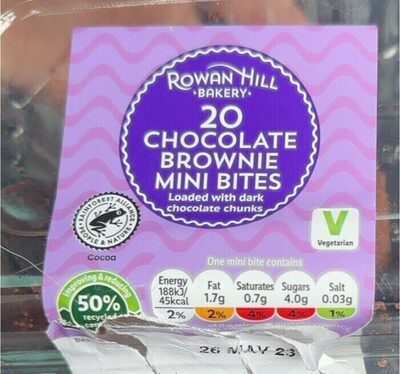 ROWAN HILL
• BAKERY •
20
CHOCOLATE
BROWNIE
MINI BITES
Loaded with dark
chocolate chunks
RAINFOREST ALLIANCE
PEOPLE & NATURE
Cocoa
V
Vegetarian
One mini bite contains
Energy Fat Saturates Sugars Salt
188kJ/ 1.7g 0.7g 4.0g 0.03g
45kcal
2% 2% 4% 4% 1%
improving & reducing
50%
recycled
26 MAY 23